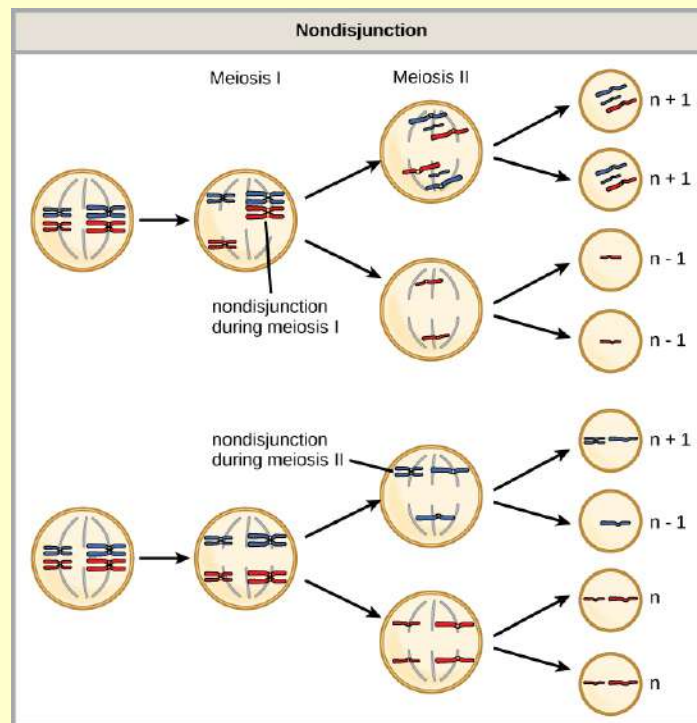 Nondisjunction
Meiosis I
Meiosis II
n + 1
n + 1
nondisjunction
during meiosis I
n - 1
n - 1
nondisjunction
during meiosis II
n + 1
n - 1
n
n